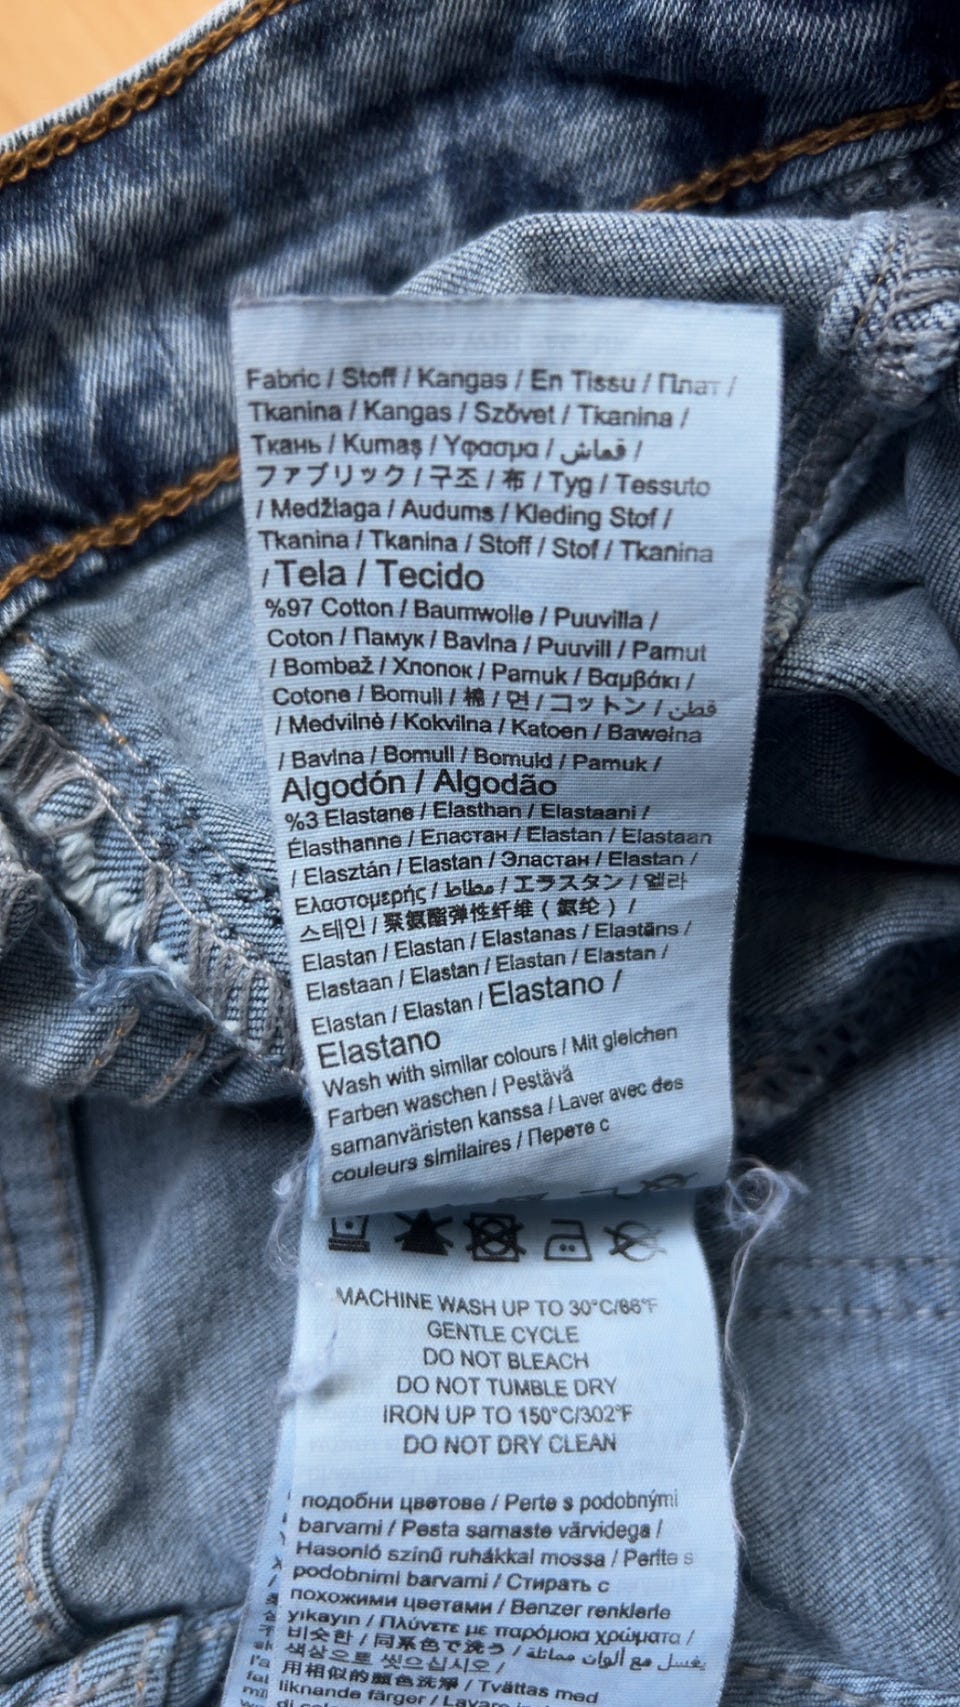 Fabric / Stoff / Kangas / En Tissu / Плат /
Tkanina / Kangas / Szővet / Tkanina /
Ткань / Kumaş / Υφασμα / قماش /
ファブリック / 구조 / 布 / Tyg / Tessuto
/ Medžiaga / Audums / Kleding Stof /
Tkanina / Tkanina / Stoff / Stof / Tkanina
/ Tela / Tecido
%97 Cotton / Baumwolle / Puuvilla /
Coton / Памук / Bavlna / Puuvill / Pamut
/ Bombaž / Хлопок / Pamuk / Βαμβάκι /
Cotone / Bomull / 棉 / 면 / コットン / قطن
/ Medvilnė / Kokvilna / Katoen / Bawełna
/ Bavlna / Bomull / Bomuld / Pamuk /
Algodón / Algodão
%3 Elastane / Elasthan / Elastaani /
Élasthanne / Еластан / Elastan / Elastaan
/ Elasztán / Elastan / Эластан / Elastan /
Ελαστομερής / مطاط / エラスタン / 엘라
스테인 / 聚氨酯弹性纤维 ( 氨纶 ) /
Elastan / Elastan / Elastanas / Elastāns /
Elastaan / Elastan / Elastan / Elastan /
Elastan / Elastan / Elastano /
Elastano
Wash with similar colours / Mit gleichen
Farben waschen / Pestävä
samanväristen kanssa / Laver avec des
couleurs similaires / Перете с
MACHINE WASH UP TO 30°C/86°F
GENTLE CYCLE
DO NOT BLEACH
DO NOT TUMBLE DRY
IRON UP TO 150°C/302°F
DO NOT DRY CLEAN
подобни цветове / Perte s podobnými
barvami / Pesta samaste värvidega /
Hasonló színű ruhákkal mossa / Perite s
podobnimi barvami / Стирать с
похожими цветами / Benzer renklerle
yıkayın / Πλύνετε με παρόμοια χρώματα /
비슷한 / 同系色で洗う / يغسل مع ألوان مماثلة /
색상으로 씻으십시오 /
用相似的颜色洗净 / Tvättas med
liknande färger / Lavare